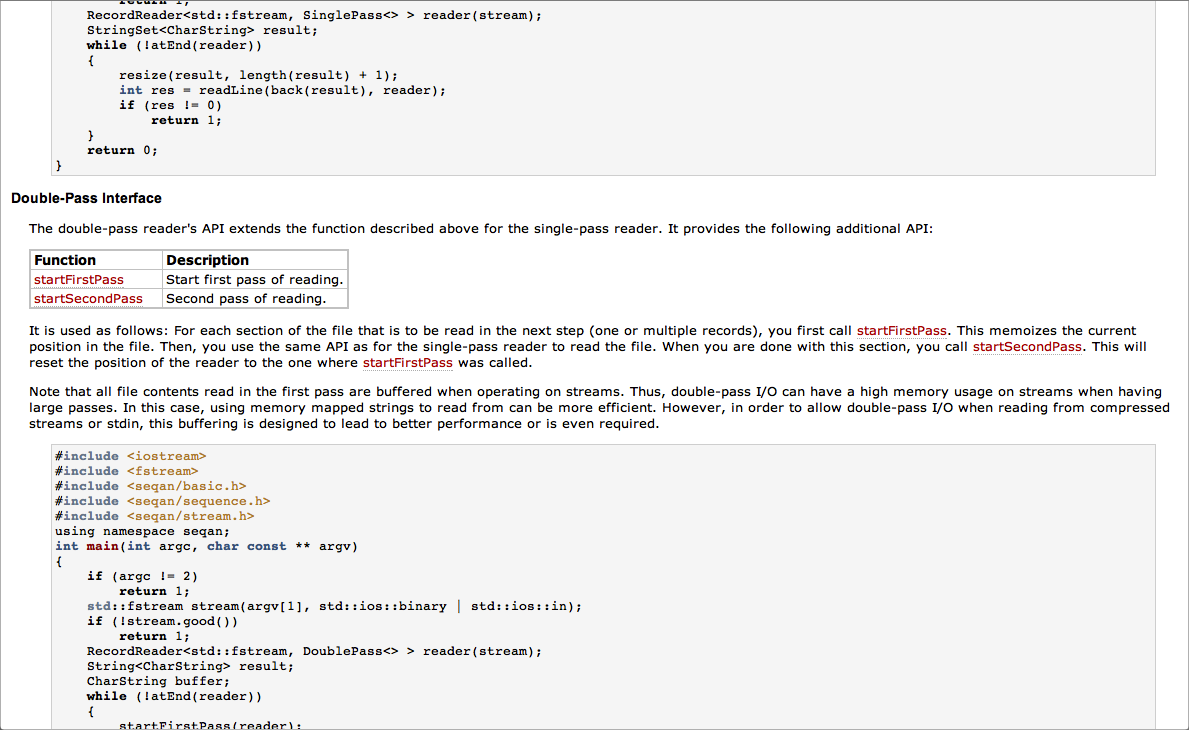 return 1;
RecordReader<std::fstream, SinglePass<> > reader(stream);
StringSet<CharString> result;
while (!atEnd(reader))
{
resize(result, length(result) + 1);
int res = readLine(back(result), reader);
if (res != 0)
return 1;
}
return 0;
}
Double-Pass Interface
The double-pass reader's API extends the function described above for the single-pass reader. It provides the following additional API:
Function Description
startFirstPass Start first pass of reading.
startSecondPass Second pass of reading.
It is used as follows: For each section of the file that is to be read in the next step (one or multiple records), you first call startFirstPass. This memoizes the current
position in the file. Then, you use the same API as for the single-pass reader to read the file. When you are done with this section, you call startSecondPass. This will
reset the position of the reader to the one where startFirstPass was called.
Note that all file contents read in the first pass are buffered when operating on streams. Thus, double-pass I/O can have a high memory usage on streams when having
large passes. In this case, using memory mapped strings to read from can be more efficient. However, in order to allow double-pass I/O when reading from compressed
streams or stdin, this buffering is designed to lead to better performance or is even required.
#include <iostream>
#include <fstream>
#include <seqan/basic.h>
#include <seqan/sequence.h>
#include <seqan/stream.h>
using namespace seqan;
int main(int argc, char const ** argv)
{
if (argc != 2)
return 1;
std::fstream stream(argv[1], std::ios::binary | std::ios::in);
if (!stream.good())
return 1;
RecordReader<std::fstream, DoublePass<> > reader(stream);
String<CharString> result;
CharString buffer;
while (!atEnd(reader))
{
startFirstPass(reader);